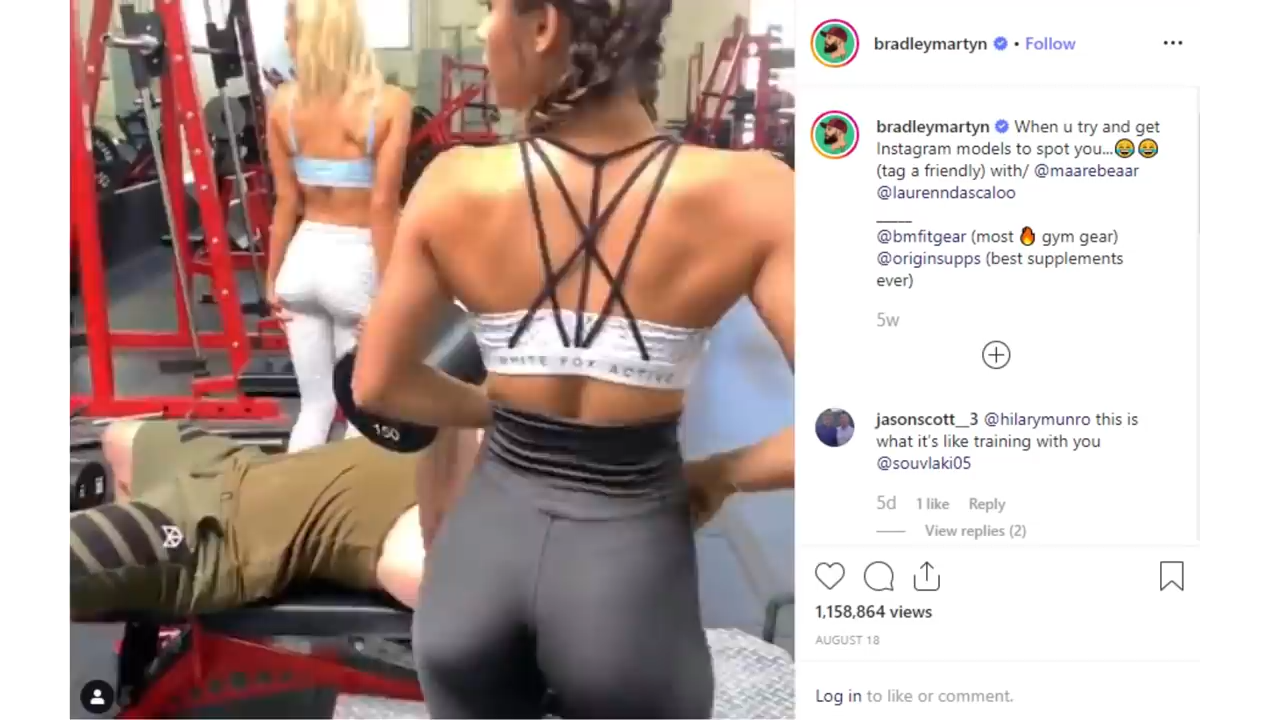 bradleymartyn • Follow
bradleymartyn When u try and get
Instagram models to spot you...😂😂
(tag a friendly) with/ @maarebeaar
@laurenndascaloo
_____
@bmfitgear (most 🔥 gym gear)
@originsupps (best supplements
ever)
5w
jasonscott__3 @hilarymunro this is
what it's like training with you
@souvlaki05
5d 1 like Reply
View replies (2)
1,158,864 views
AUGUST 18
Log in to like or comment.
WHITE FOX ACTIVE
150